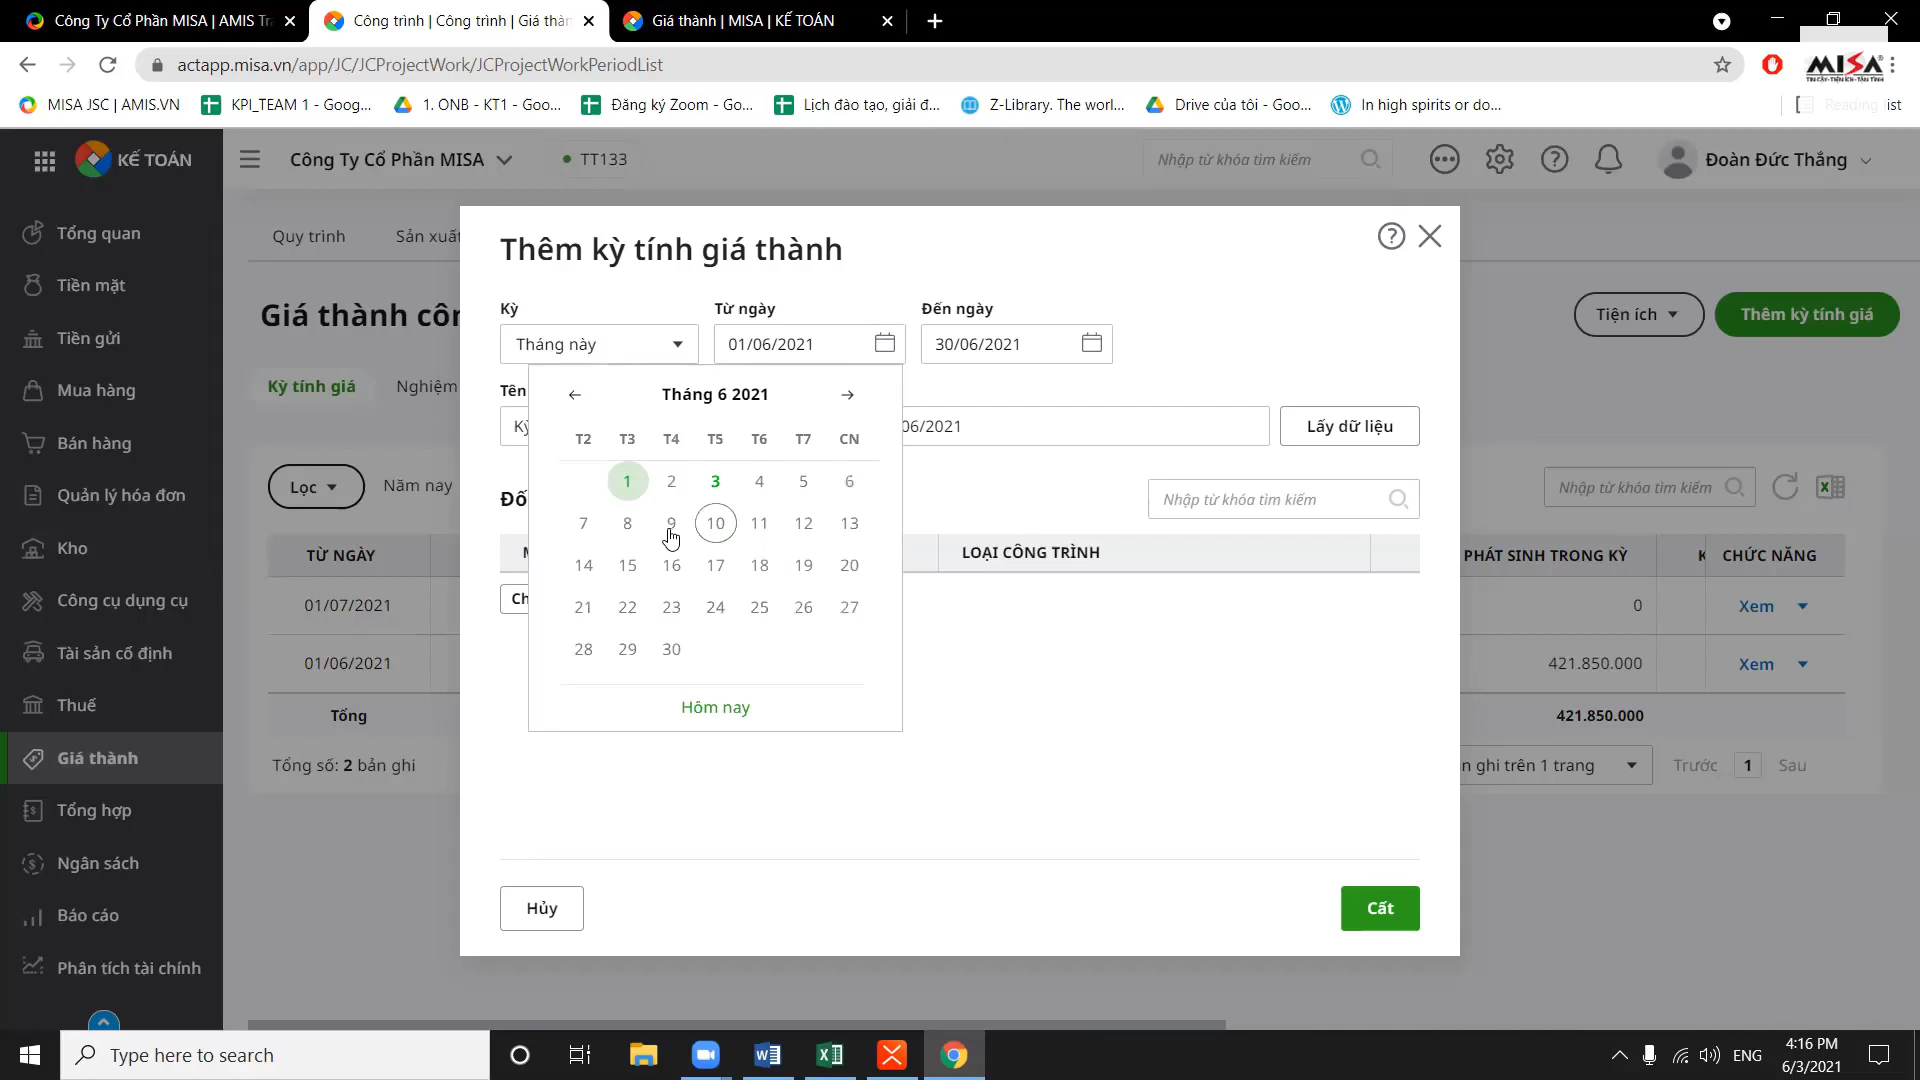 Công Ty Cổ Phần MISA | AMIS Tr
Công trình | Công trình | Giá thàn
Giá thành | MISA | KẾ TOÁN
actapp.misa.vn/app/JC/JCProjectWork/JCProjectWorkPeriodList
MISA
TIN CẬY-TIỆN ÍCH-TẬN TÌNH
MISA JSC | AMIS.VN
KPI_TEAM 1 - Goog...
1. ONB - KT1 - Goo...
Đăng ký Zoom - Go...
Lịch đào tạo, giải đ...
Z-Library. The worl...
Drive của tôi - Goo...
In high spirits or do...
Reading list
KẾ TOÁN
Công Ty Cổ Phần MISA
TT133
Nhập từ khóa tìm kiếm
Đoàn Đức Thắng
Tổng quan
Tiền mặt
Tiền gửi
Mua hàng
Bán hàng
Quản lý hóa đơn
Kho
Công cụ dụng cụ
Tài sản cố định
Thuế
Giá thành
Tổng hợp
Ngân sách
Báo cáo
Phân tích tài chính
Quy trình
Sản xuất
Giá thành côn
Tiện ích
Thêm kỳ tính giá
Kỳ tính giá
Nghiệm
Lọc
Năm nay
Nhập từ khóa tìm kiếm
TỪ NGÀY
PHÁT SINH TRONG KỲ
K
CHỨC NĂNG
01/07/2021
0
Xem
01/06/2021
421.850.000
Xem
Tổng
421.850.000
Tổng số: 2 bản ghi
n ghi trên 1 trang
Trước
1
Sau
Thêm kỳ tính giá thành
Kỳ
Từ ngày
Đến ngày
Tháng này
01/06/2021
30/06/2021
Tên
Kỳ
06/2021
Lấy dữ liệu
Đố
Nhập từ khóa tìm kiếm
M
LOẠI CÔNG TRÌNH
Ch
Tháng 6 2021
T2 T3 T4 T5 T6 T7 CN
1 2 3 4 5 6
7 8 9 10 11 12 13
14 15 16 17 18 19 20
21 22 23 24 25 26 27
28 29 30
Hôm nay
Hủy
Cất
Type here to search
ENG
4:16 PM
6/3/2021